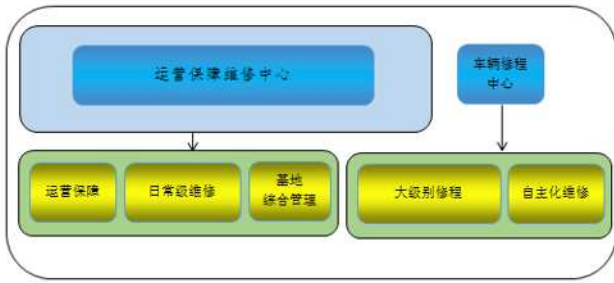 运营保障维修中心
车辆修程
中心
运营保障
日常级维修
基地
综合管理
大级别修程
自主化维修